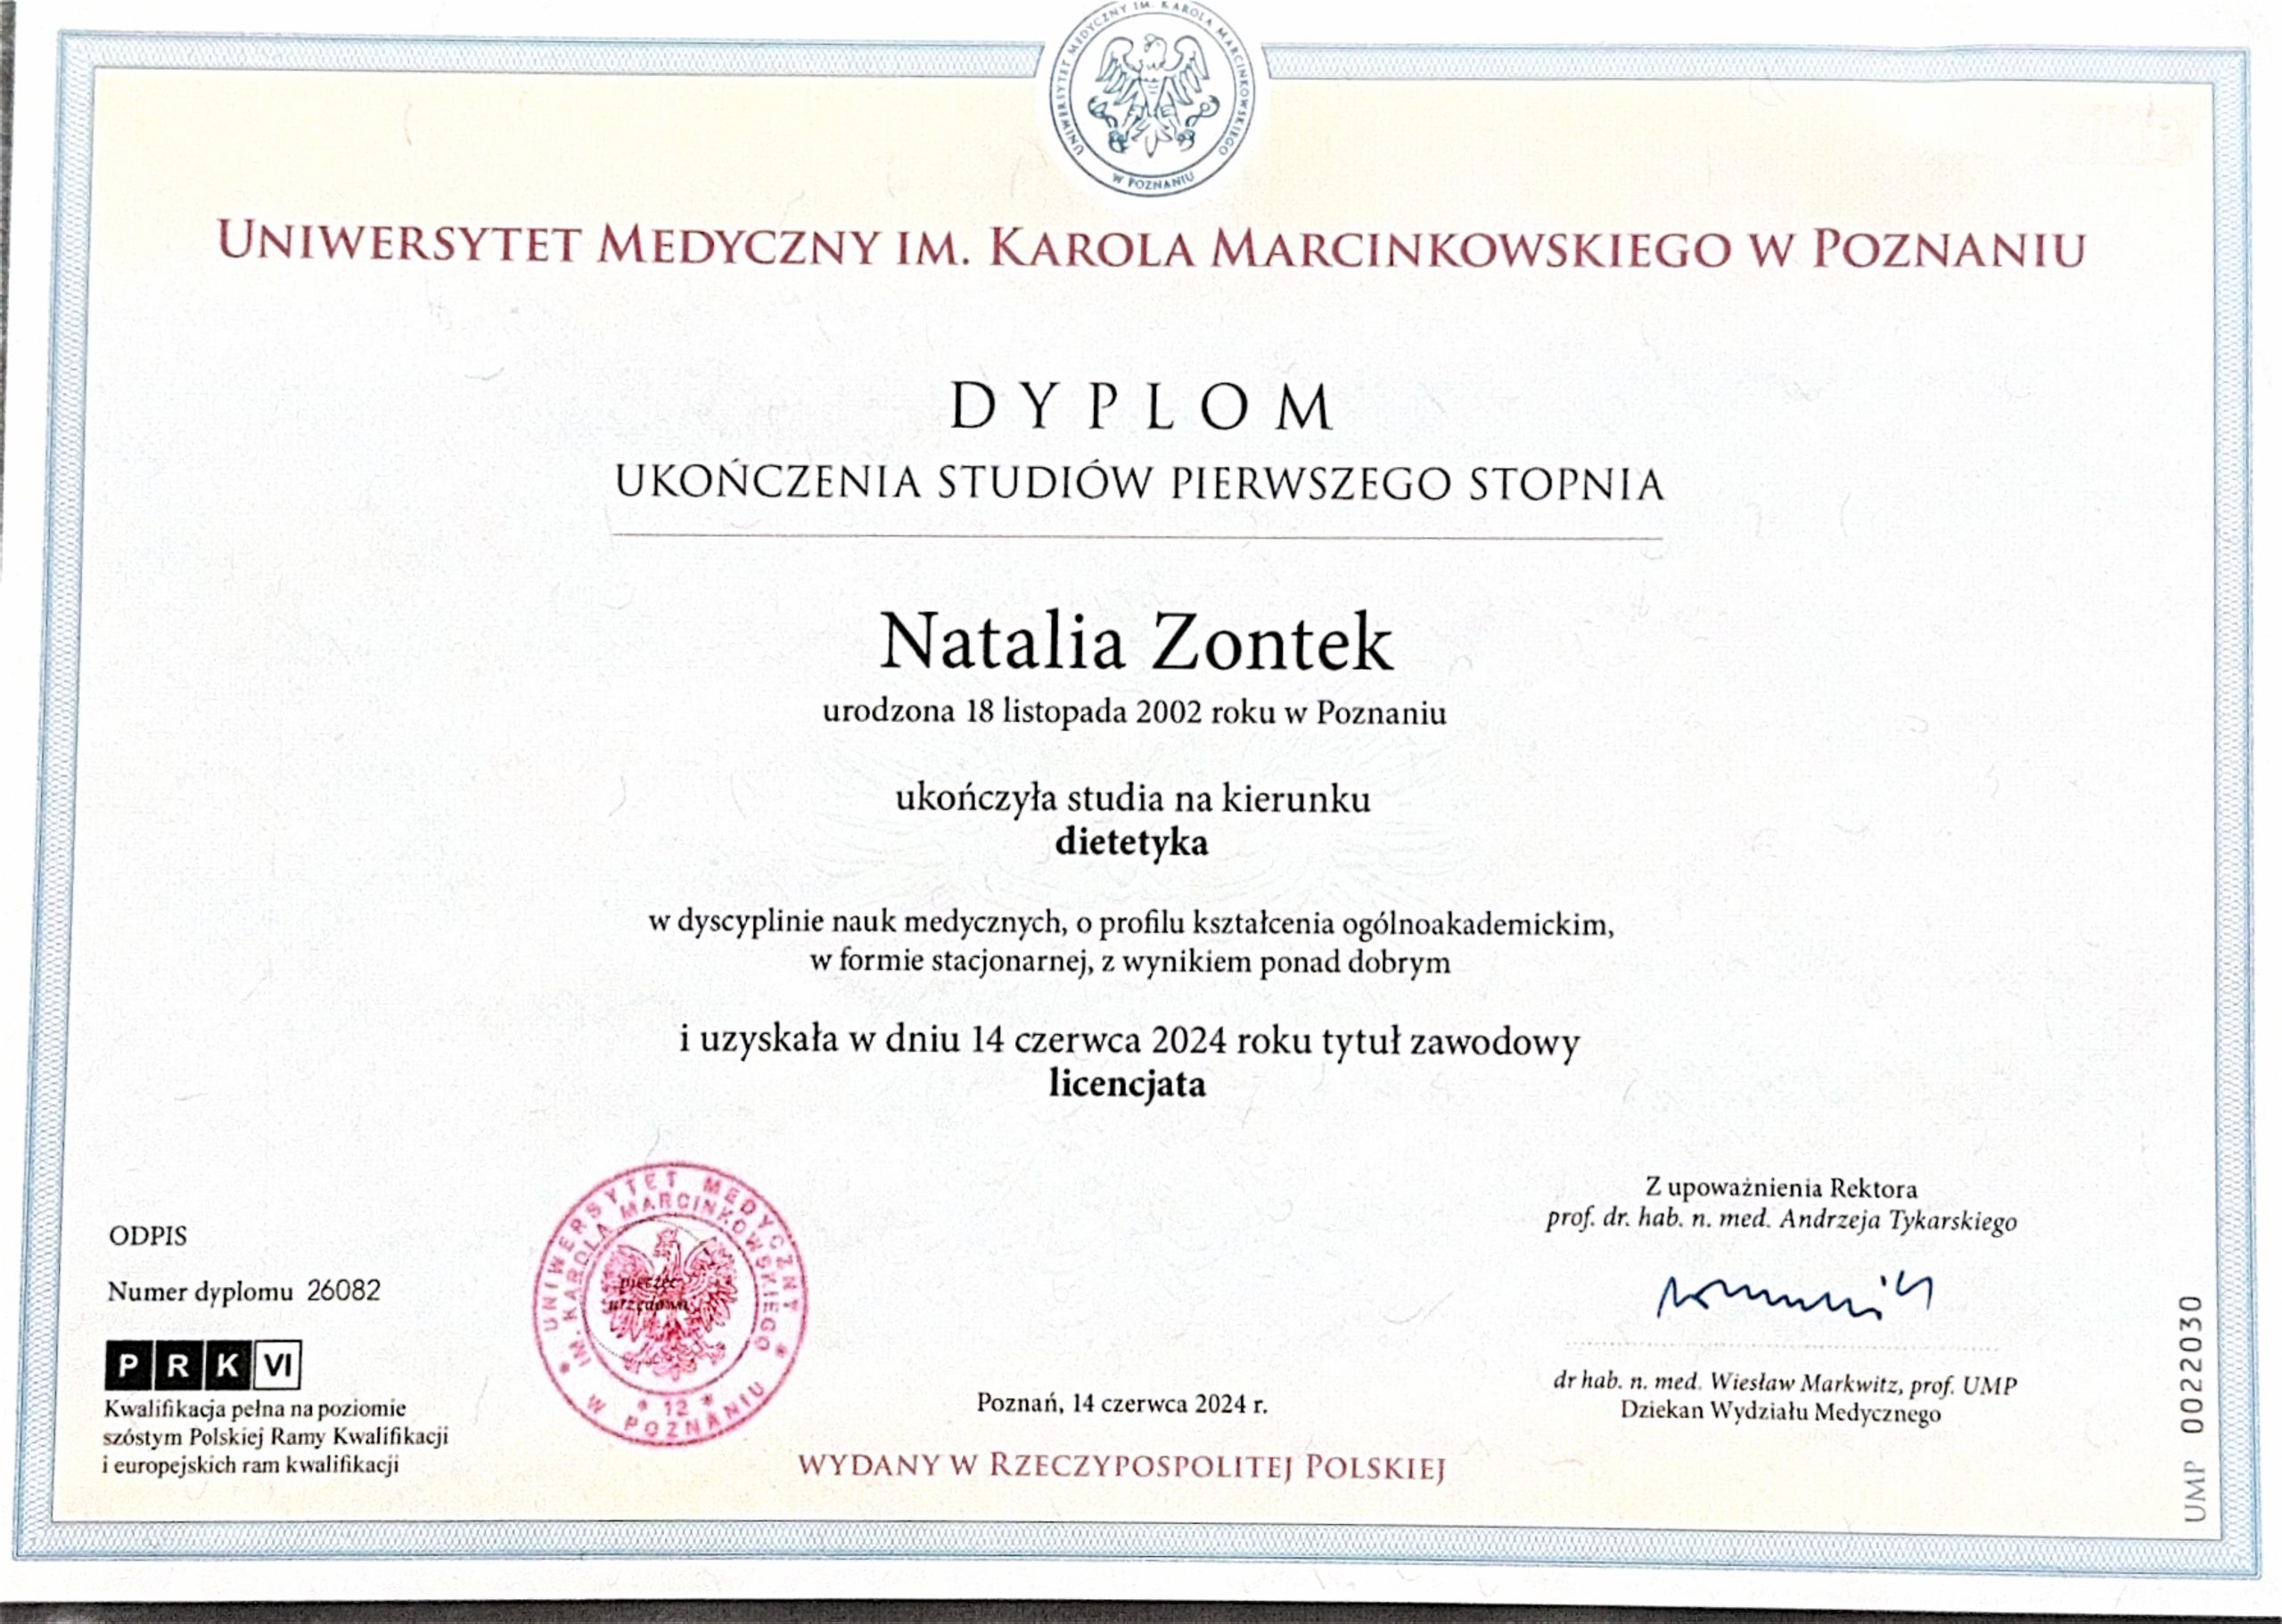 UNIWERSYTET MEDYCZNY IM. KAROLA MARCINKOWSKIEGO
W POZNANIU
UNIWERSYTET MEDYCZNY IM. KAROLA MARCINKOWSKIEGO W POZNANIU
DYPLOM
UKOŃCZENIA STUDIÓW PIERWSZEGO STOPNIA
Natalia Zontek
urodzona 18 listopada 2002 roku w Poznaniu
ukończyła studia na kierunku
dietetyka
w dyscyplinie nauk medycznych, o profilu kształcenia ogólnoakademickim,
w formie stacjonarnej, z wynikiem ponad dobrym
i uzyskała w dniu 14 czerwca 2024 roku tytuł zawodowy
licencjata
ODPIS
Numer dyplomu 26082
PRK VI
Kwalifikacja pełna na poziomie
szóstym Polskiej Ramy Kwalifikacji
i europejskich ram kwalifikacji
UNIWERSYTET MEDYCZNY
IM. KAROLA MARCINKOWSKIEGO
W POZNANIU
* 12 *
pieczęć
urzędowa
Poznań, 14 czerwca 2024 r.
WYDANY W RZECZYPOSPOLITEJ POLSKIEJ
Z upoważnienia Rektora
prof. dr. hab. n. med. Andrzeja Tykarskiego
dr hab. n. med. Wiesław Markwitz, prof. UMP
Dziekan Wydziału Medycznego
UMP 0022030